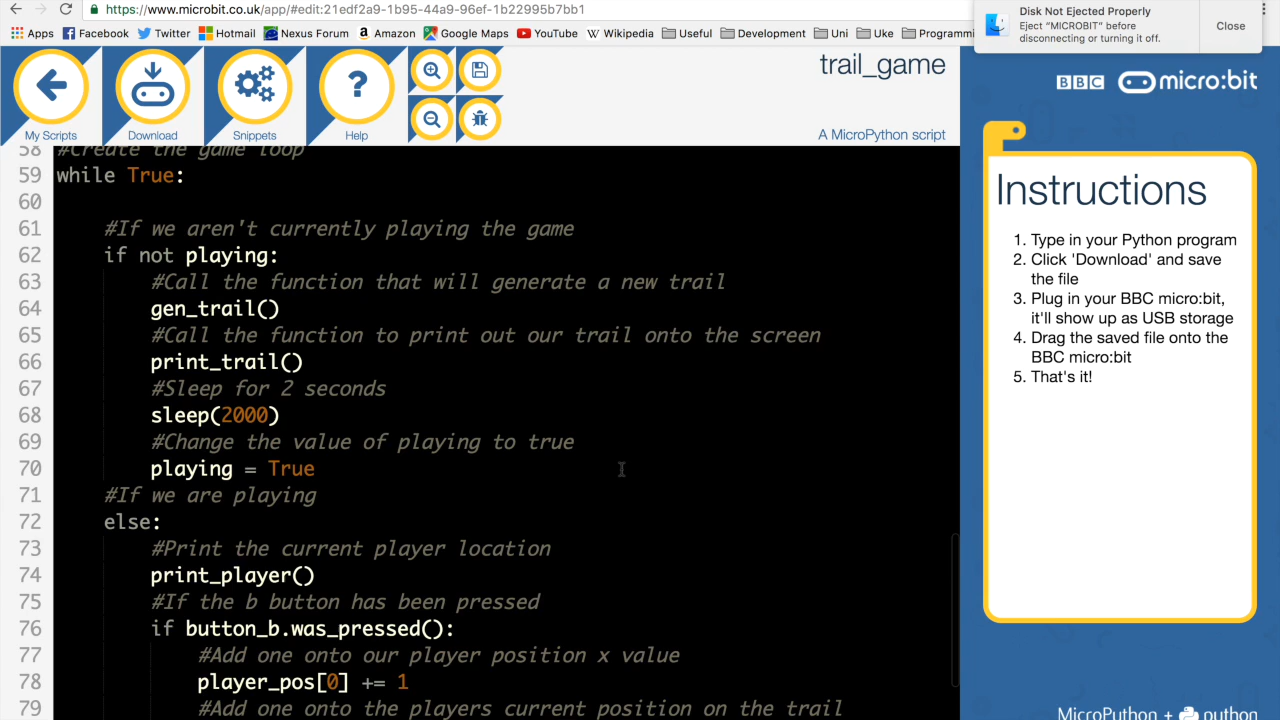 https://www.microbit.co.uk/app/#edit:21edf2a9-1b95-44a9-96ef-1b22995b7bb1
Apps Facebook Twitter Hotmail Nexus Forum Amazon Google Maps YouTube Wikipedia Useful Development Uni Uke Programmi
Disk Not Ejected Properly
Eject “MICROBIT” before
disconnecting or turning it off.
Close
My Scripts
Download
Snippets
Help
trail_game
A MicroPython script
58 #Create the game loop
59 while True:
60
61 #If we aren't currently playing the game
62 if not playing:
63 #Call the function that will generate a new trail
64 gen_trail()
65 #Call the function to print out our trail onto the screen
66 print_trail()
67 #Sleep for 2 seconds
68 sleep(2000)
69 #Change the value of playing to true
70 playing = True
71 #If we are playing
72 else:
73 #Print the current player location
74 print_player()
75 #If the b button has been pressed
76 if button_b.was_pressed():
77 #Add one onto our player position x value
78 player_pos[0] += 1
79 #Add one onto the players current position on the trail
BBC micro:bit
Instructions
1. Type in your Python program
2. Click 'Download' and save
the file
3. Plug in your BBC micro:bit,
it'll show up as USB storage
4. Drag the saved file onto the
BBC micro:bit
5. That's it!
MicroPython + python